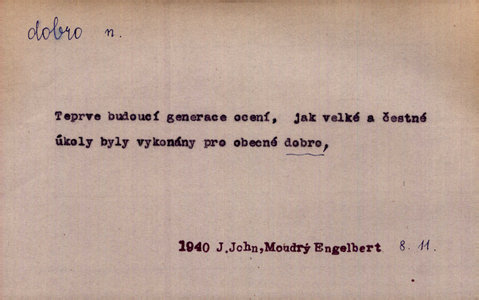 dobro n.
Teprve budoucí generace ocení, jak velké a čestné
úkoly byly vykonány pro obecné dobro,
1940 J.John,Moudrý Engelbert 8. 11.